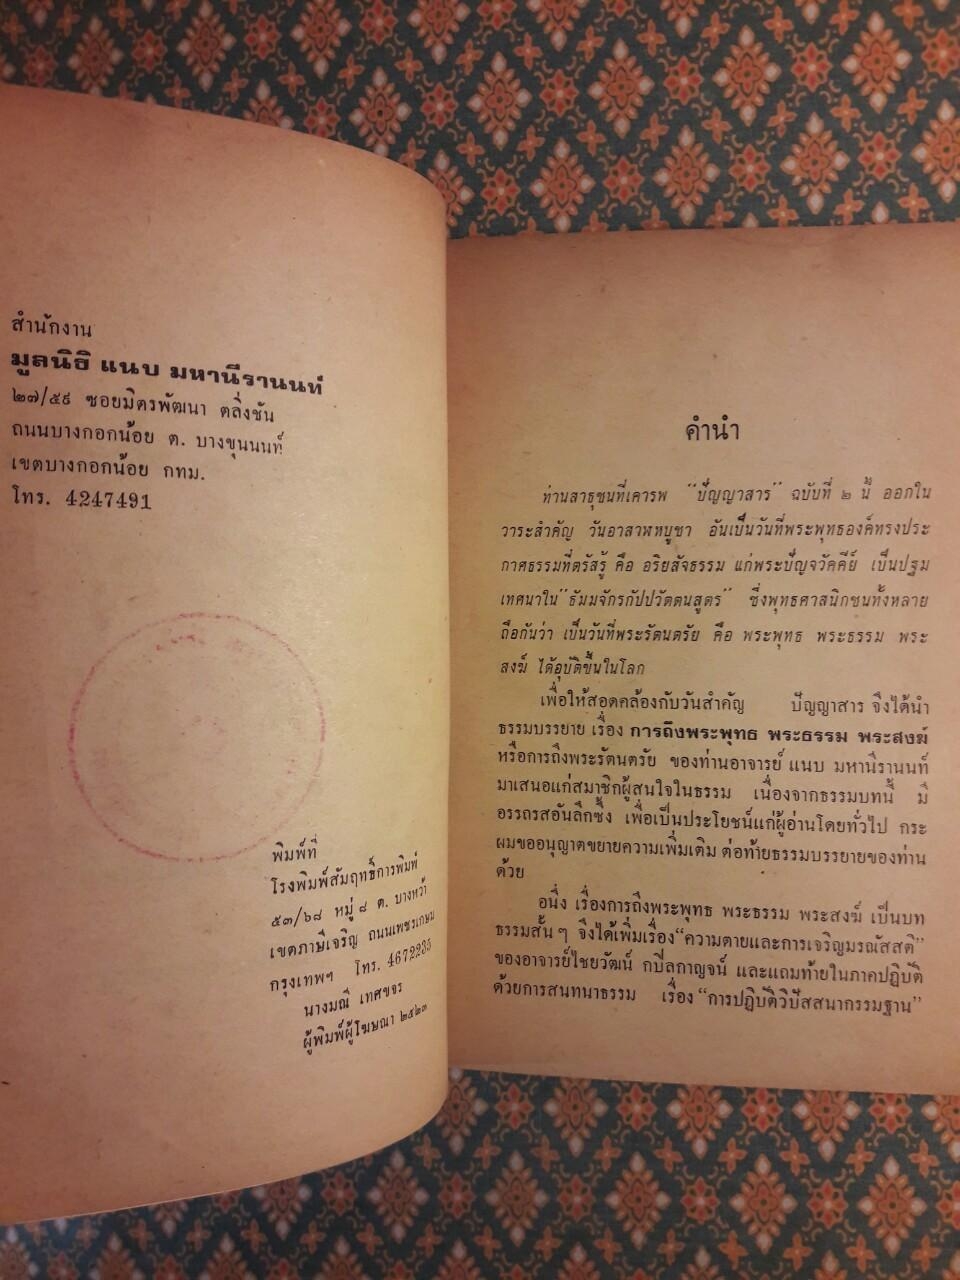 สำนักงาน
มูลนิธิ แนบ มหานีรานนท์
๒๗/๕๙ ซอยมิตรพัฒนา ตลิ่งชัน
ถนนบางกอกน้อย ต. บางขุนนนท์
เขตบางกอกน้อย กทม.
โทร. 4247491
พิมพ์ที่
โรงพิมพ์สัมฤทธิ์การพิมพ์
๕๓/๖๘ หมู่ ๘ ต. บางหว้า
เขตภาษีเจริญ ถนนเพชรเกษม
กรุงเทพฯ โทร. 4672235
นางมณี เทศขจร
ผู้พิมพ์ผู้โฆษณา ๒๕๒๓
คำนำ
ท่านสาธุชนที่เคารพ "ปัญญาสาร" ฉบับที่ ๒ นี้ ออกใน
วาระสำคัญ วันอาสาฬหบูชา อันเป็นวันที่พระพุทธองค์ทรงประ
กาศธรรมที่ตรัสรู้ คือ อริยสัจธรรม แก่พระปัญจวัคคีย์ เป็นปฐม
เทศนาใน "ธัมมจักรกัปปวัตตนสูตร" ซึ่งพุทธศาสนิกชนทั้งหลาย
ถือกันว่า เป็นวันที่พระรัตนตรัย คือ พระพุทธ พระธรรม พระ
สงฆ์ ได้อุบัติขึ้นในโลก
เพื่อให้สอดคล้องกับวันสำคัญ ปัญญาสาร จึงได้นำ
ธรรมบรรยาย เรื่อง การถึงพระพุทธ พระธรรม พระสงฆ์
หรือการถึงพระรัตนตรัย ของท่านอาจารย์ แนบ มหานีรานนท์
มาเสนอแก่สมาชิกผู้สนใจในธรรม เนื่องจากธรรมบทนี้ มี
อรรถรสอันลึกซึ้ง เพื่อเป็นประโยชน์แก่ผู้อ่านโดยทั่วไป กระ
ผมขออนุญาตขยายความเพิ่มเติม ต่อท้ายธรรมบรรยายของท่าน
ด้วย
อนึ่ง เรื่องการถึงพระพุทธ พระธรรม พระสงฆ์ เป็นบท
ธรรมสั้น ๆ จึงได้เพิ่มเรื่อง "ความตายและการเจริญมรณัสสติ"
ของอาจารย์ไชยวัฒน์ กบิลกาญจน์ และแถมท้ายในภาคปฏิบัติ
ด้วยการสนทนาธรรม เรื่อง "การปฏิบัติวิปัสสนากรรมฐาน"